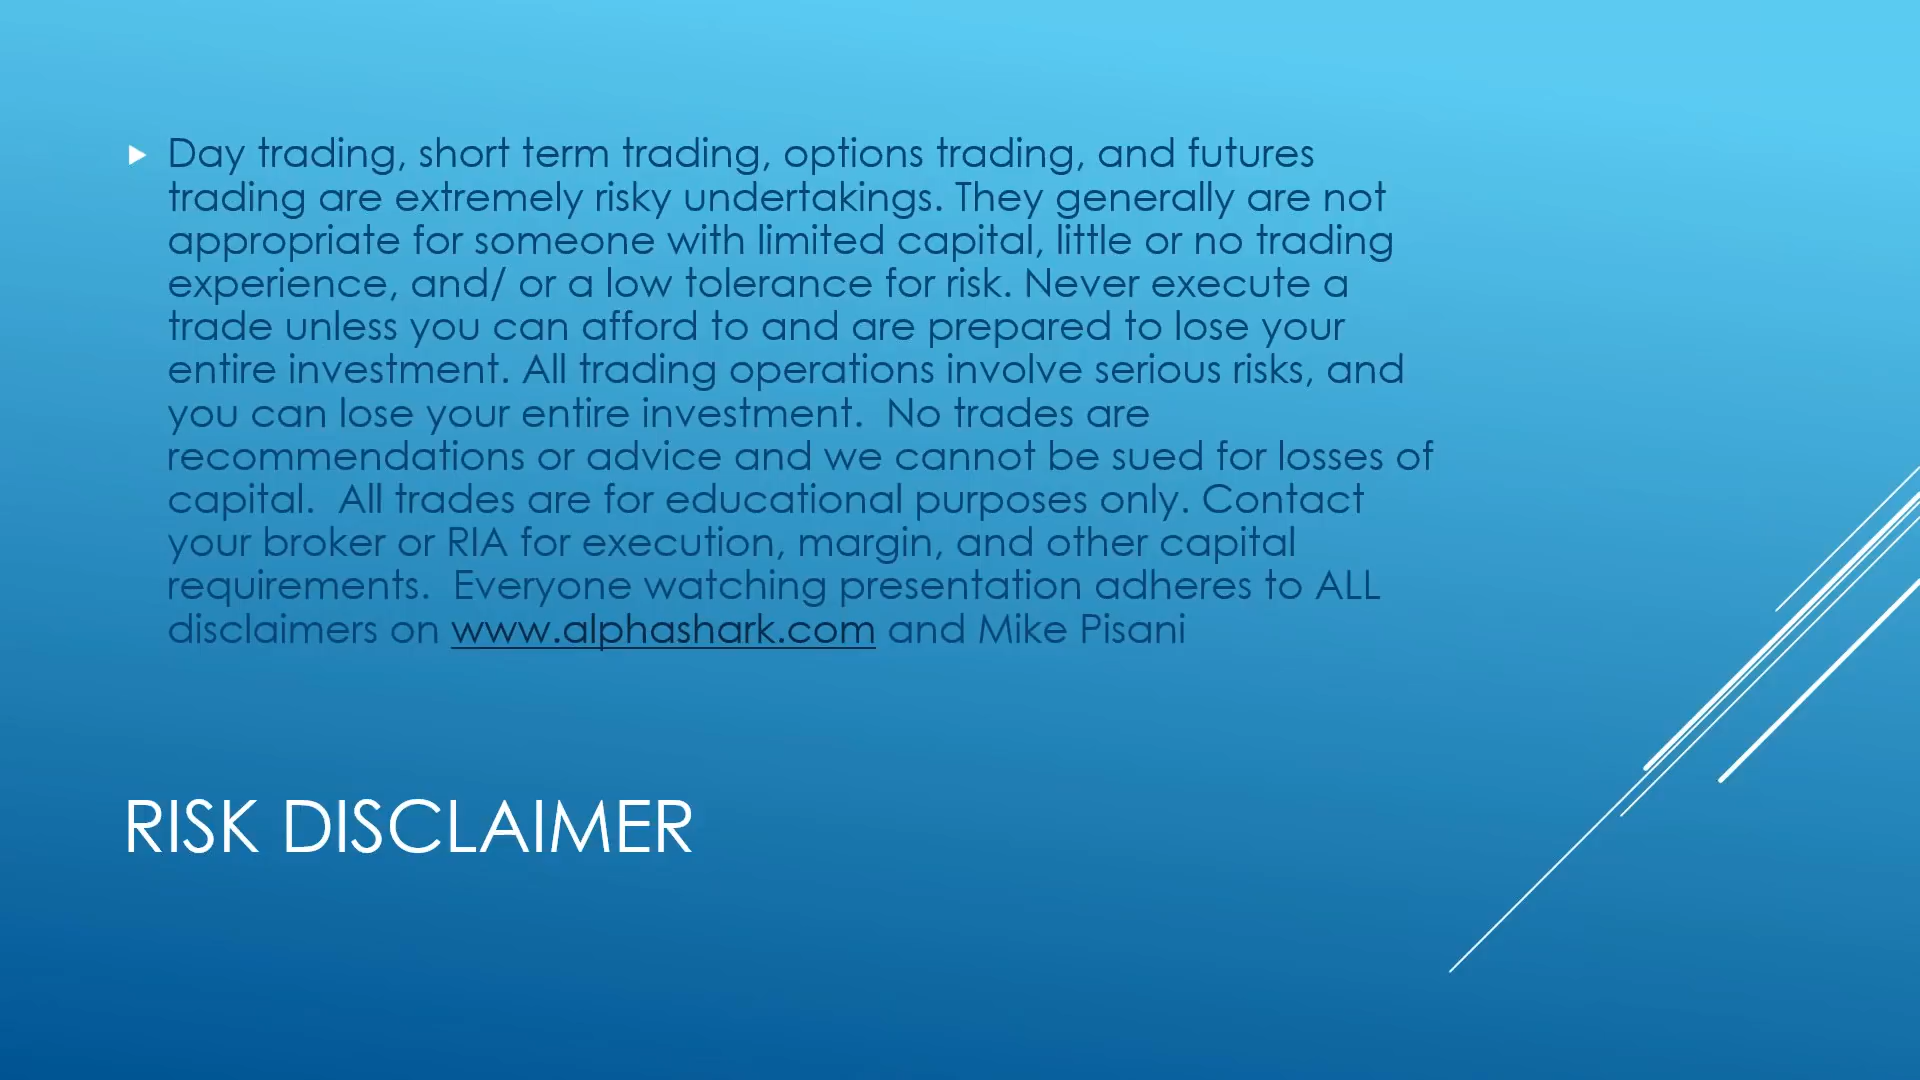 Day trading, short term trading, options trading, and futures
trading are extremely risky undertakings. They generally are not
appropriate for someone with limited capital, little or no trading
experience, and/ or a low tolerance for risk. Never execute a
trade unless you can afford to and are prepared to lose your
entire investment. All trading operations involve serious risks, and
you can lose your entire investment.  No trades are
recommendations or advice and we cannot be sued for losses of
capital.  All trades are for educational purposes only. Contact
your broker or RIA for execution, margin, and other capital
requirements.  Everyone watching presentation adheres to ALL
disclaimers on www.alphashark.com and Mike Pisani
RISK DISCLAIMER